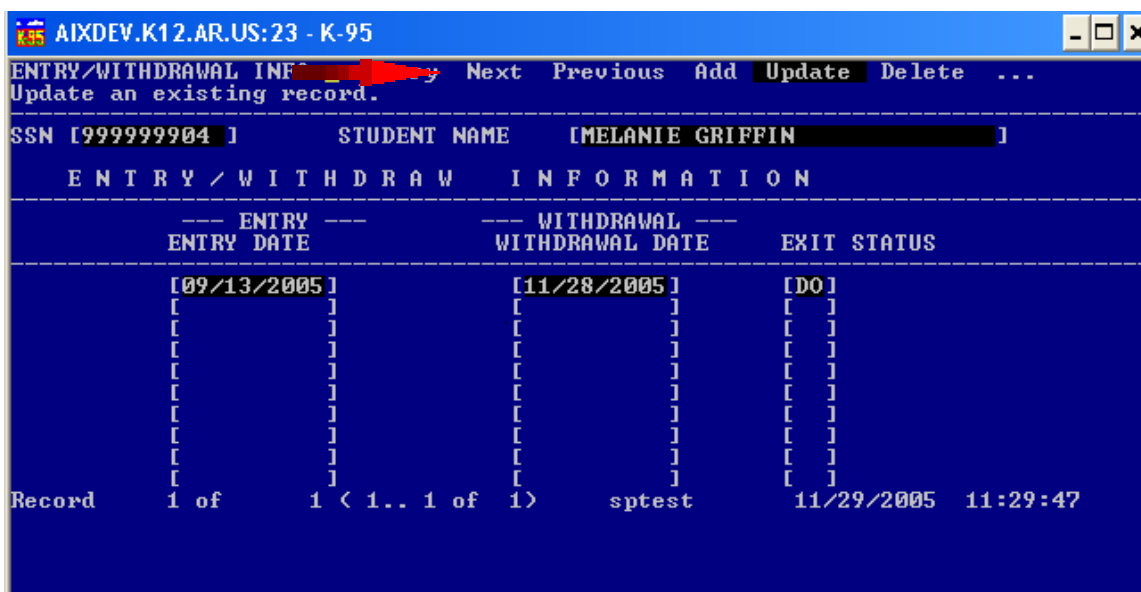 K95 AIXDEV.K12.AR.US:23 - K-95
ENTRY/WITHDRAWAL Next Previous Add Update Delete ...
Update an existing record.
SSN [999999904 ] STUDENT NAME [MELANIE GRIFFIN ]
E N T R Y / W I T H D R A W I N F O R M A T I O N
--- ENTRY --- --- WITHDRAWAL ---
ENTRY DATE WITHDRAWAL DATE EXIT STATUS
[09/13/2005] [11/28/2005] [DO]
[ ] [ ] [ ]
[ ] [ ] [ ]
[ ] [ ] [ ]
[ ] [ ] [ ]
[ ] [ ] [ ]
[ ] [ ] [ ]
[ ] [ ] [ ]
[ ] [ ] [ ]
[ ] [ ] [ ]
Record 1 of 1 ( 1.. 1 of 1) sptest 11/29/2005 11:29:47